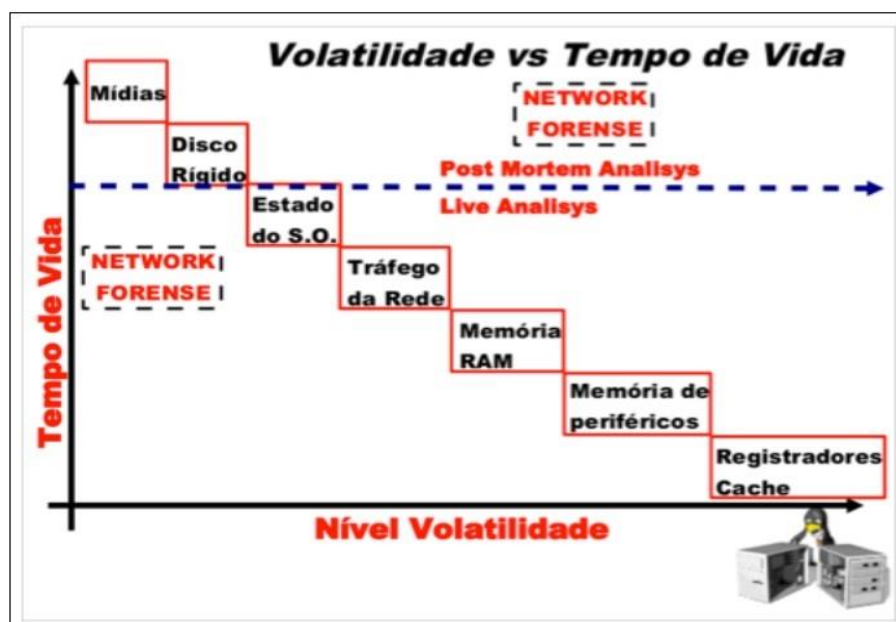 Volatilidade vs Tempo de Vida
Mídias
NETWORK
FORENSE
Disco
Rígido
Post Mortem Analisys
Live Analisys
Estado
do S.O.
NETWORK
FORENSE
Tráfego
da Rede
Memória
RAM
Memória de
periféricos
Registradores
Cache
Tempo de Vida
Nível Volatilidade